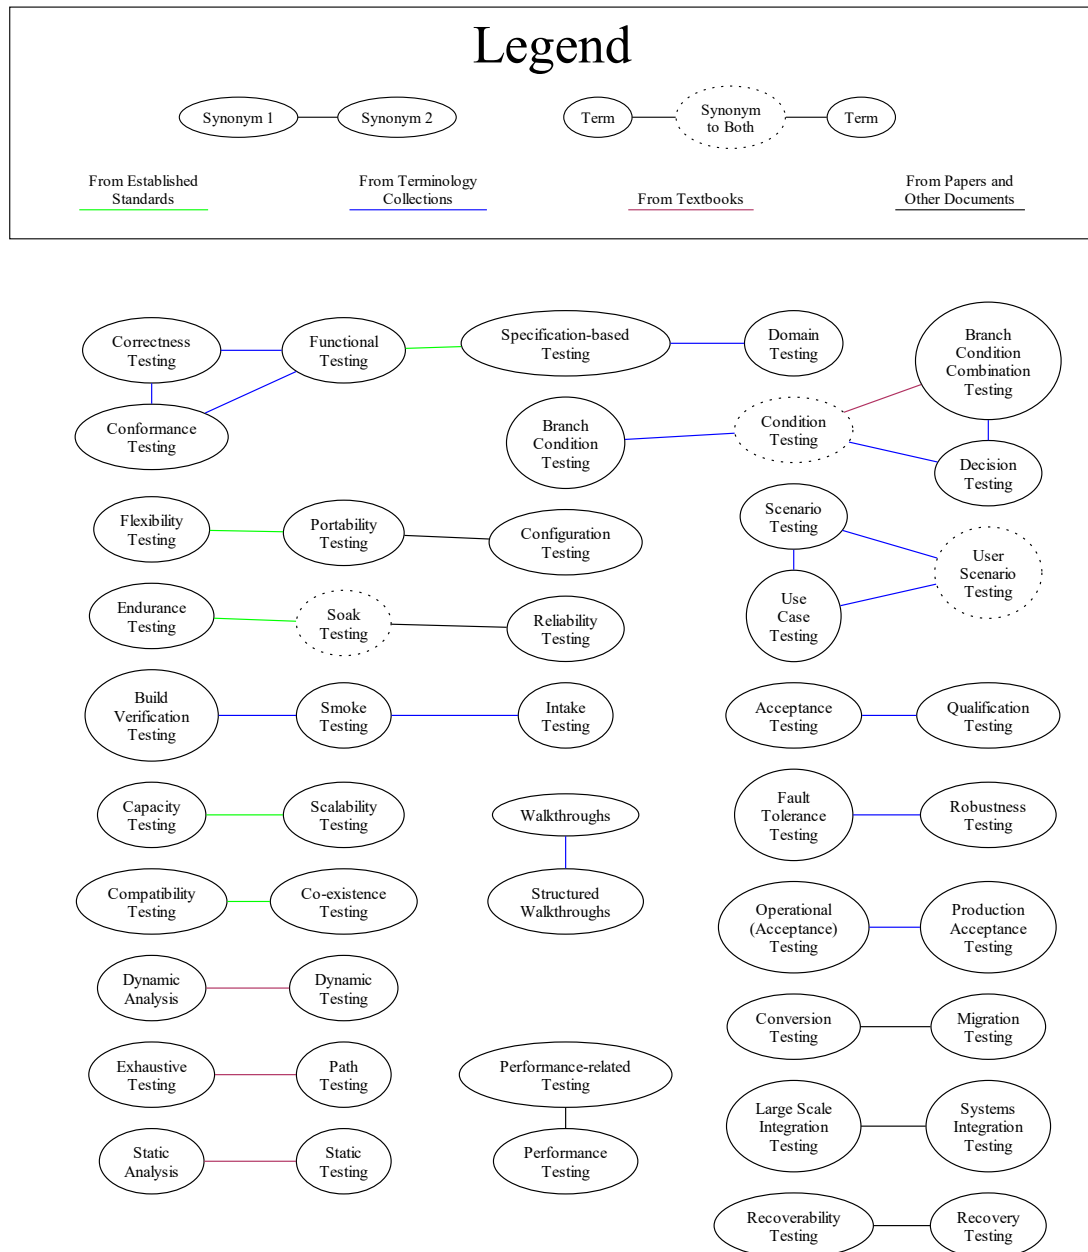 Legend
Synonym 1
Synonym 2
Term
Synonym
to Both
Term
From Established
Standards
From Terminology
Collections
From Textbooks
From Papers and
Other Documents
Correctness
Testing
Functional
Testing
Specification-based
Testing
Domain
Testing
Branch
Condition
Combination
Testing
Conformance
Testing
Branch
Condition
Testing
Condition
Testing
Decision
Testing
Flexibility
Testing
Portability
Testing
Configuration
Testing
Scenario
Testing
User
Scenario
Testing
Use
Case
Testing
Endurance
Testing
Soak
Testing
Reliability
Testing
Build
Verification
Testing
Smoke
Testing
Intake
Testing
Acceptance
Testing
Qualification
Testing
Capacity
Testing
Scalability
Testing
Walkthroughs
Structured
Walkthroughs
Fault
Tolerance
Testing
Robustness
Testing
Compatibility
Testing
Co-existence
Testing
Operational
(Acceptance)
Testing
Production
Acceptance
Testing
Dynamic
Analysis
Dynamic
Testing
Conversion
Testing
Migration
Testing
Exhaustive
Testing
Path
Testing
Performance-related
Testing
Performance
Testing
Large Scale
Integration
Testing
Systems
Integration
Testing
Static
Analysis
Static
Testing
Recoverability
Testing
Recovery
Testing